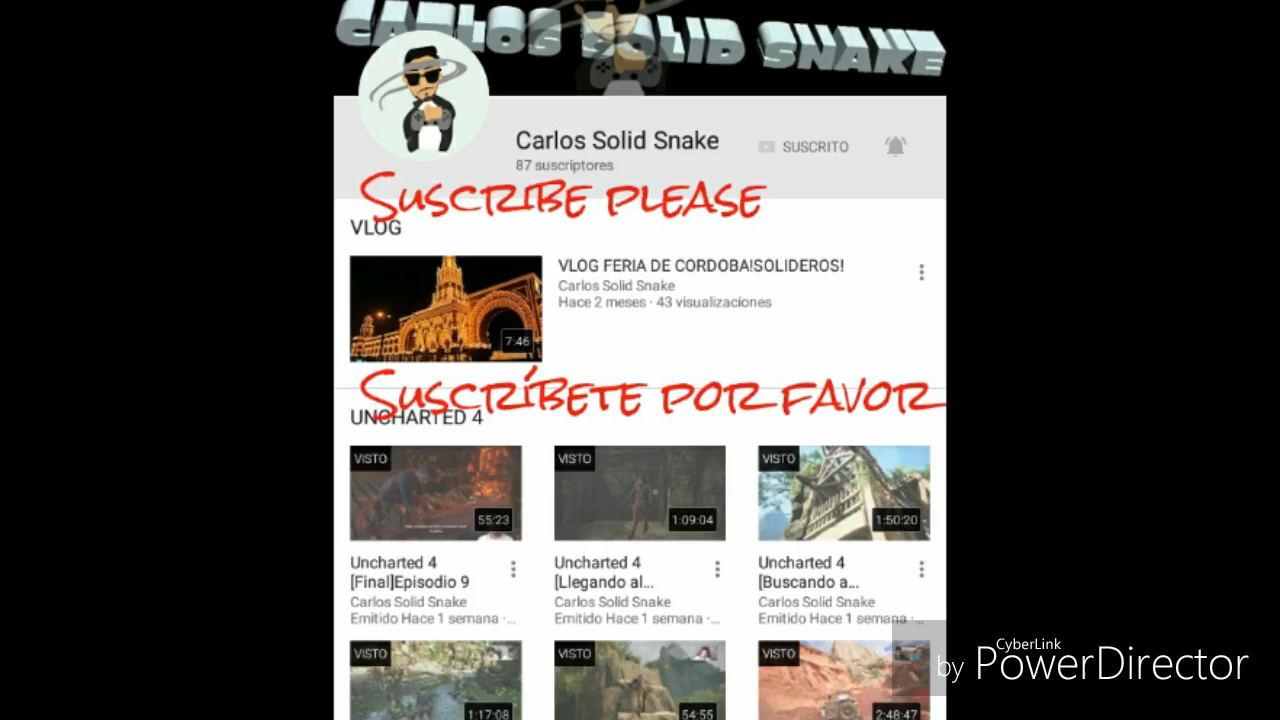 CARLOS SOLID SNAKE
Carlos Solid Snake
SUSCRITO
87 suscriptores
Suscribe please
VLOG
VLOG FERIA DE CORDOBA!SOLIDEROS!
Carlos Solid Snake
Hace 2 meses · 43 visualizaciones
7:46
Suscríbete por favor
UNCHARTED 4
VISTO
VISTO
VISTO
55:23
1:09:04
1:50:20
Uncharted 4
[Final]Episodio 9
Carlos Solid Snake
Emitido Hace 1 semana ·...
Uncharted 4
[Llegando al...
Carlos Solid Snake
Emitido Hace 1 semana ·...
Uncharted 4
[Buscando a...
Carlos Solid Snake
Emitido Hace 1 semana ·...
VISTO
VISTO
VISTO
1:17:08
54:55
2:48:47
CyberLink
by PowerDirector